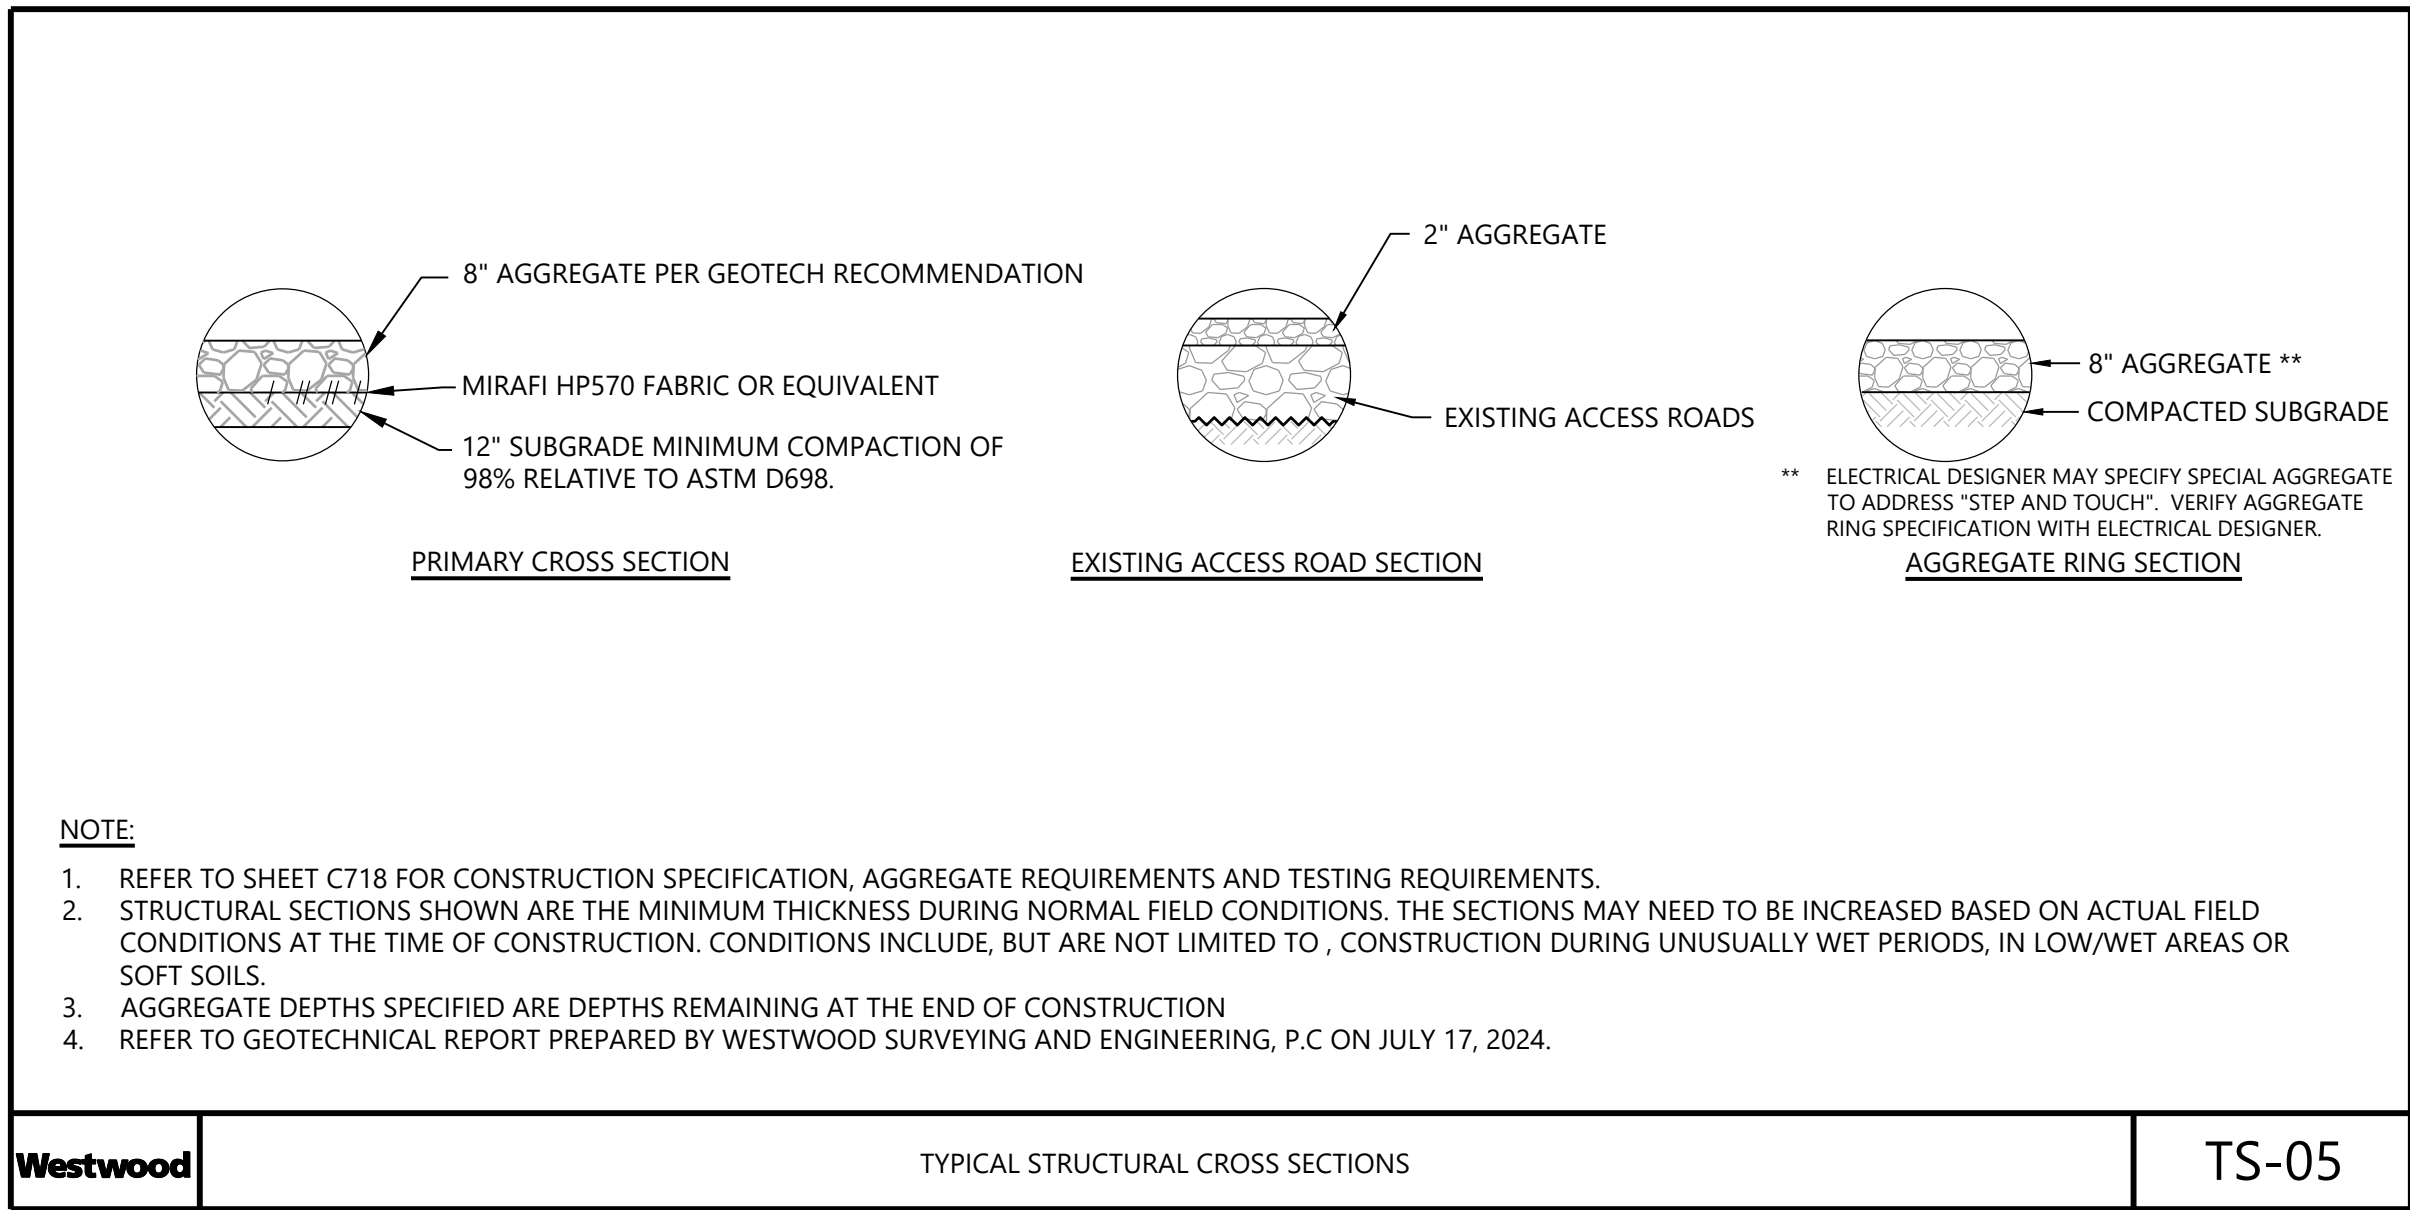 8" AGGREGATE PER GEOTECH RECOMMENDATION
MIRAFI HP570 FABRIC OR EQUIVALENT
12" SUBGRADE MINIMUM COMPACTION OF
98% RELATIVE TO ASTM D698.
PRIMARY CROSS SECTION
2" AGGREGATE
EXISTING ACCESS ROADS
EXISTING ACCESS ROAD SECTION
8" AGGREGATE **
COMPACTED SUBGRADE
** ELECTRICAL DESIGNER MAY SPECIFY SPECIAL AGGREGATE
TO ADDRESS "STEP AND TOUCH". VERIFY AGGREGATE
RING SPECIFICATION WITH ELECTRICAL DESIGNER.
AGGREGATE RING SECTION
NOTE:
1. REFER TO SHEET C718 FOR CONSTRUCTION SPECIFICATION, AGGREGATE REQUIREMENTS AND TESTING REQUIREMENTS.
2. STRUCTURAL SECTIONS SHOWN ARE THE MINIMUM THICKNESS DURING NORMAL FIELD CONDITIONS. THE SECTIONS MAY NEED TO BE INCREASED BASED ON ACTUAL FIELD
CONDITIONS AT THE TIME OF CONSTRUCTION. CONDITIONS INCLUDE, BUT ARE NOT LIMITED TO , CONSTRUCTION DURING UNUSUALLY WET PERIODS, IN LOW/WET AREAS OR
SOFT SOILS.
3. AGGREGATE DEPTHS SPECIFIED ARE DEPTHS REMAINING AT THE END OF CONSTRUCTION
4. REFER TO GEOTECHNICAL REPORT PREPARED BY WESTWOOD SURVEYING AND ENGINEERING, P.C ON JULY 17, 2024.
Westwood
TYPICAL STRUCTURAL CROSS SECTIONS
TS-05